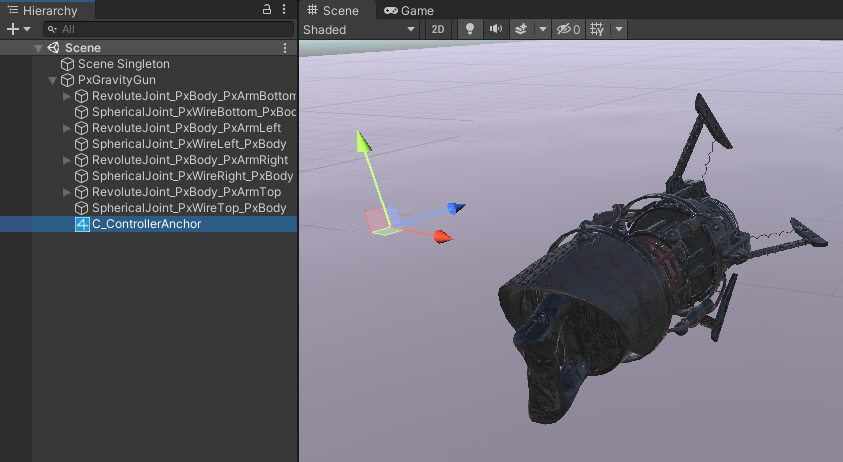 Hierarchy
All
Scene
Scene Singleton
PxGravityGun
RevoluteJoint_PxBody_PxArmBottom
SphericalJoint_PxWireBottom_PxBod
RevoluteJoint_PxBody_PxArmLeft
SphericalJoint_PxWireLeft_PxBody
RevoluteJoint_PxBody_PxArmRight
SphericalJoint_PxWireRight_PxBody
RevoluteJoint_PxBody_PxArmTop
SphericalJoint_PxWireTop_PxBody
C_ControllerAnchor
Scene Game
Shaded 2D 0